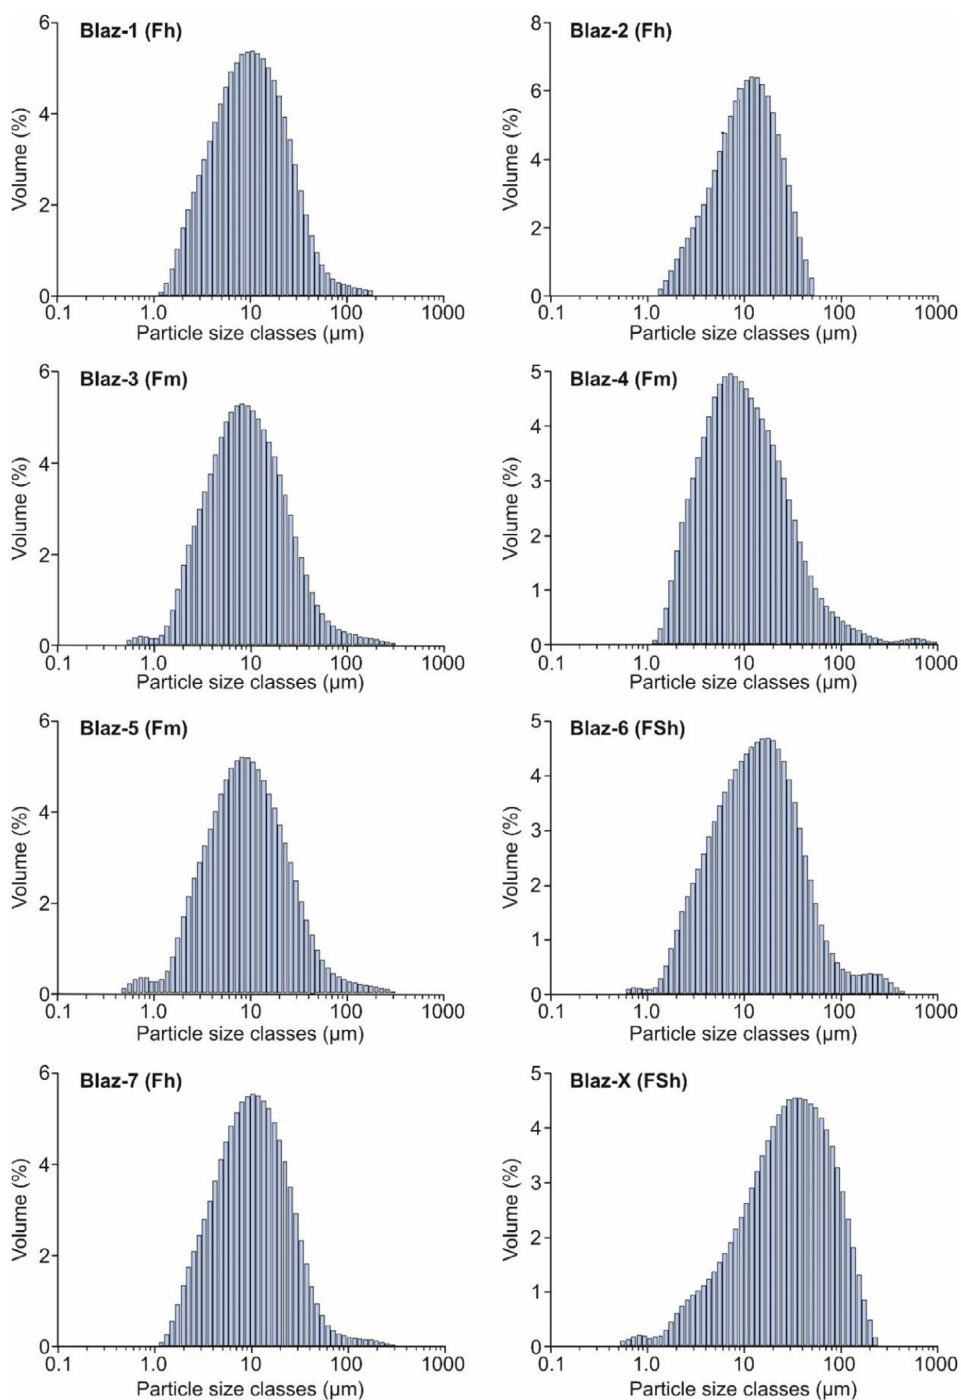 Blaz-1 (Fh)
6
4
2
0
Volume (%)
0.1 1.0 10 100 1000
Particle size classes (µm)
Blaz-2 (Fh)
8
6
4
2
0
Volume (%)
0.1 1.0 10 100 1000
Particle size classes (µm)
Blaz-3 (Fm)
6
4
2
0
Volume (%)
0.1 1.0 10 100 1000
Particle size classes (µm)
Blaz-4 (Fm)
5
4
3
2
1
0
Volume (%)
0.1 1.0 10 100 1000
Particle size classes (µm)
Blaz-5 (Fm)
6
4
2
0
Volume (%)
0.1 1.0 10 100 1000
Particle size classes (µm)
Blaz-6 (FSh)
5
4
3
2
1
0
Volume (%)
0.1 1.0 10 100 1000
Particle size classes (µm)
Blaz-7 (Fh)
6
4
2
0
Volume (%)
0.1 1.0 10 100 1000
Particle size classes (µm)
Blaz-X (FSh)
5
4
3
2
1
0
Volume (%)
0.1 1.0 10 100 1000
Particle size classes (µm)